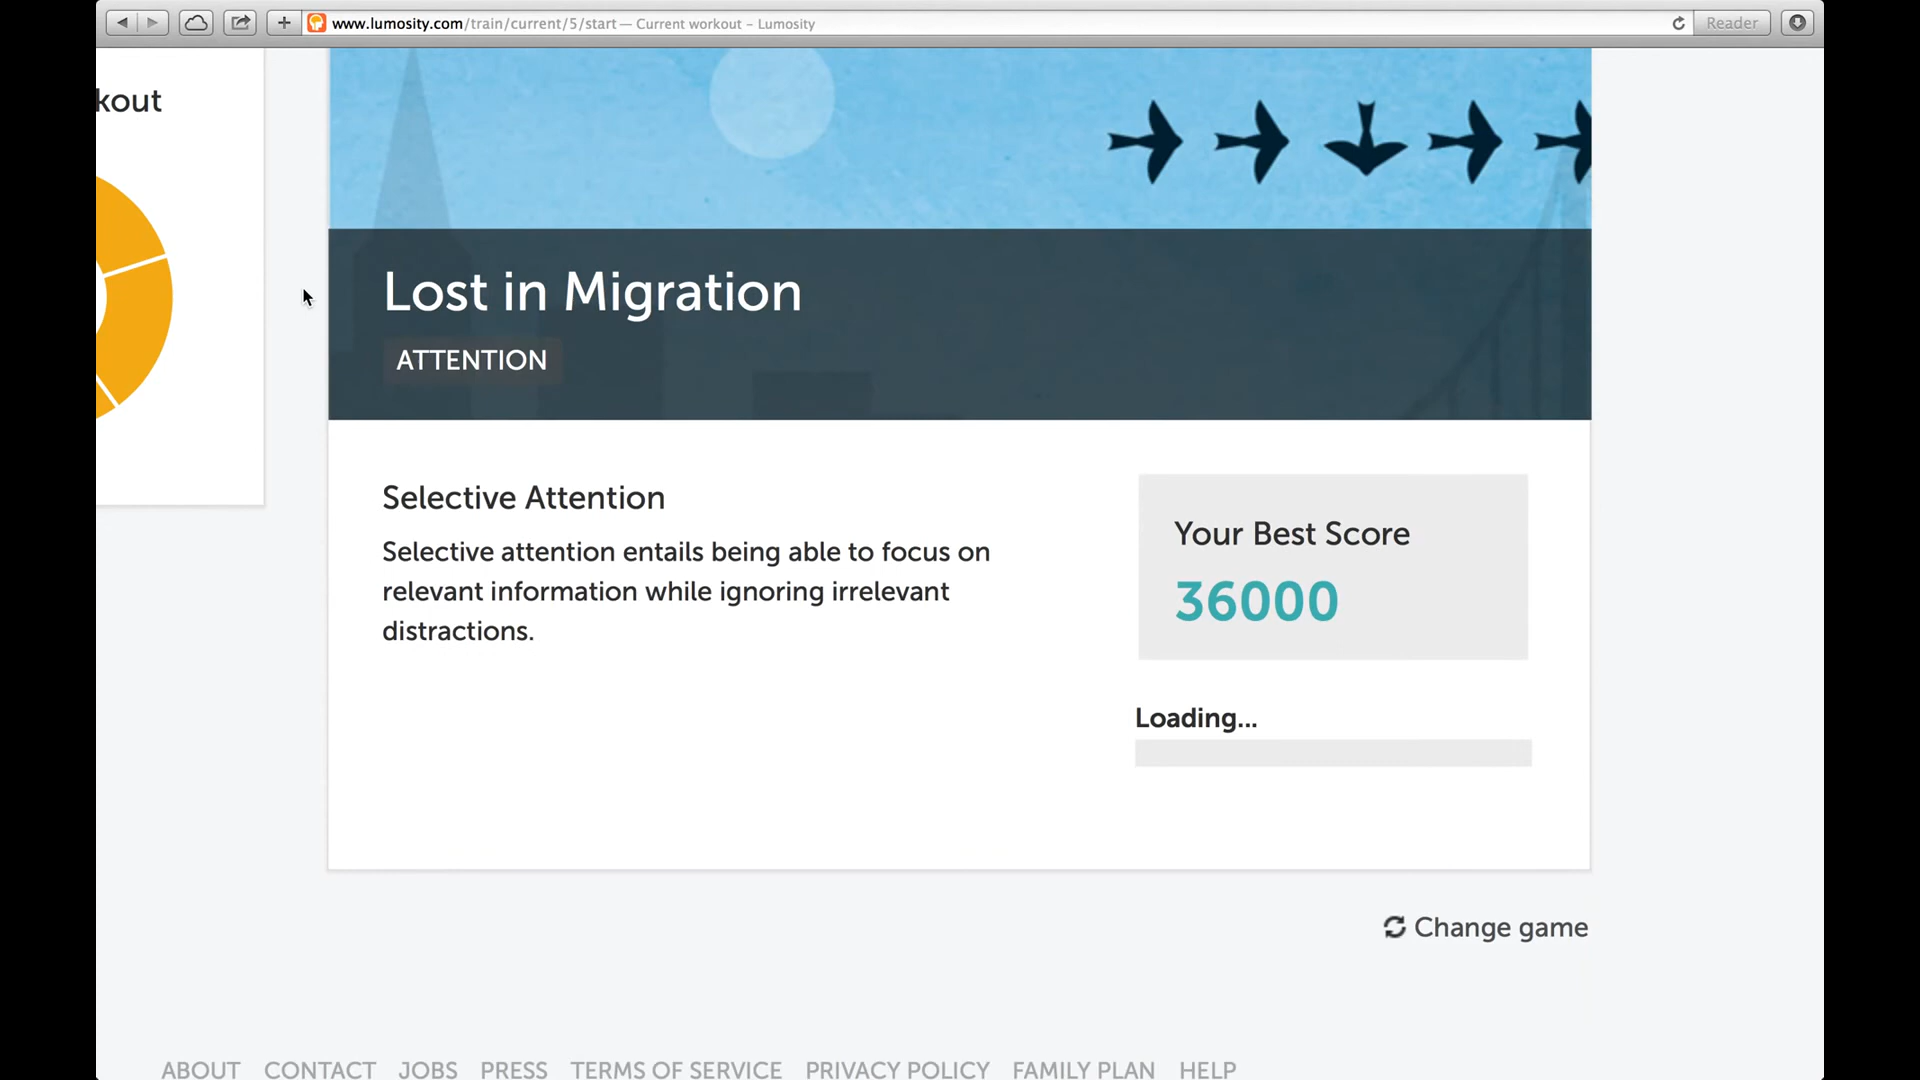 www.lumosity.com/train/current/5/start — Current workout – Lumosity
Reader
kout
Lost in Migration
ATTENTION
Selective Attention
Selective attention entails being able to focus on
relevant information while ignoring irrelevant
distractions.
Your Best Score
36000
Loading...
Change game
ABOUT CONTACT JOBS PRESS TERMS OF SERVICE PRIVACY POLICY FAMILY PLAN HELP